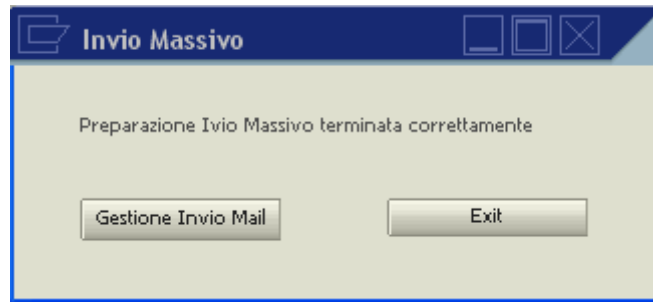 Invio Massivo
Preparazione Ivio Massivo terminata correttamente
Gestione Invio Mail
Exit